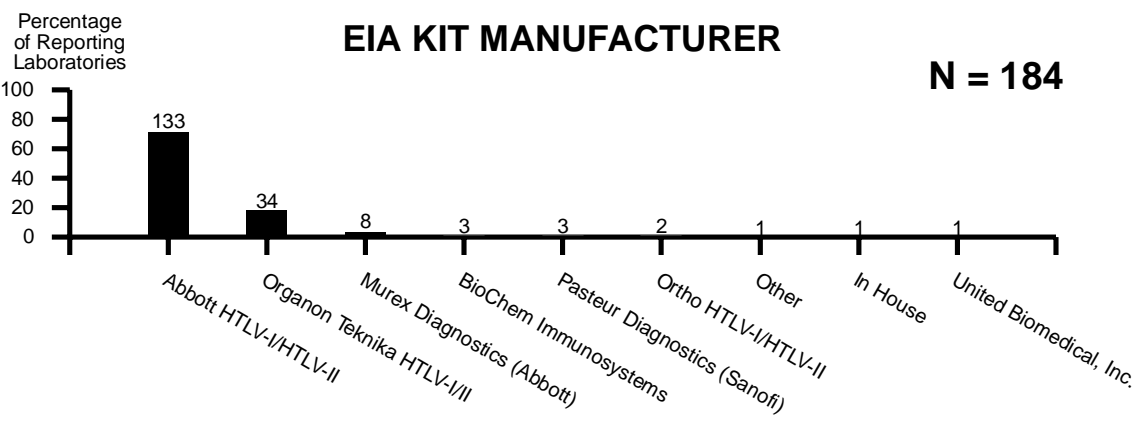 Percentage
of Reporting
Laboratories
EIA KIT MANUFACTURER
N = 184
100
80
60
40
20
0
133
34
8
3
3
2
1
1
1
Abbott HTLV-I/HTLV-II
Organon Teknika HTLV-I/II
Murex Diagnostics (Abbott)
BioChem Immunosystems
Pasteur Diagnostics (Sanofi)
Ortho HTLV-I/HTLV-II
Other
In House
United Biomedical, Inc.